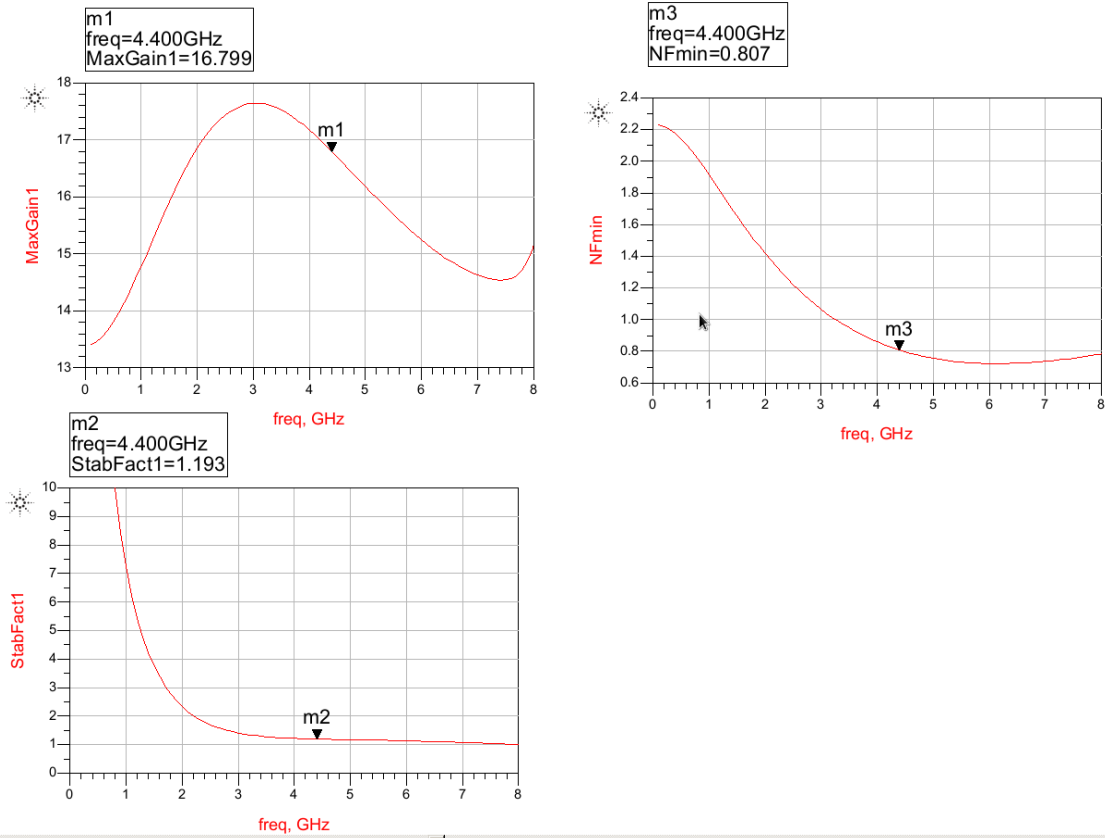 m1
freq=4.400GHz
MaxGain1=16.799
18
17
16
15
14
13
MaxGain1
m1
0 1 2 3 4 5 6 7 8
freq, GHz
m3
freq=4.400GHz
NFmin=0.807
2.4
2.2
2.0
1.8
1.6
1.4
1.2
1.0
0.8
0.6
NFmin
m3
0 1 2 3 4 5 6 7 8
freq, GHz
m2
freq=4.400GHz
StabFact1=1.193
10
9
8
7
6
5
4
3
2
1
0
StabFact1
m2
0 1 2 3 4 5 6 7 8
freq, GHz